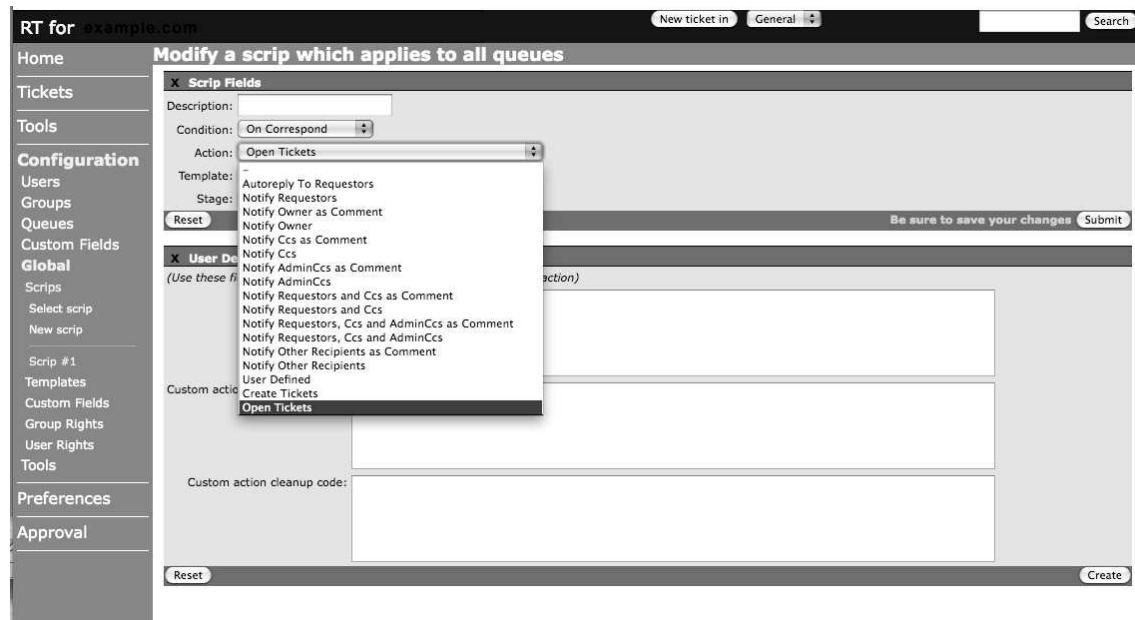 RT for example.com
New ticket in General Search
Home
Tickets
Tools
Configuration
Users
Groups
Queues
Custom Fields
Global
Scrips
Select scrip
New scrip
Scrip #1
Templates
Custom Fields
Group Rights
User Rights
Tools
Preferences
Approval
Modify a scrip which applies to all queues
X Scrip Fields
Description:
Condition: On Correspond
Action: Open Tickets
Template:
Stage:
–
Autoreply To Requestors
Notify Requestors
Notify Owner as Comment
Notify Owner
Notify Ccs as Comment
Notify Ccs
Notify AdminCcs as Comment
Notify AdminCcs
Notify Requestors and Ccs as Comment
Notify Requestors and Ccs
Notify Requestors, Ccs and AdminCcs as Comment
Notify Requestors, Ccs and AdminCcs
Notify Other Recipients as Comment
Notify Other Recipients
User Defined
Create Tickets
Open Tickets
Reset Be sure to save your changes Submit
X User De
(Use these fi action)
Custom actio
Custom action cleanup code:
Reset Create